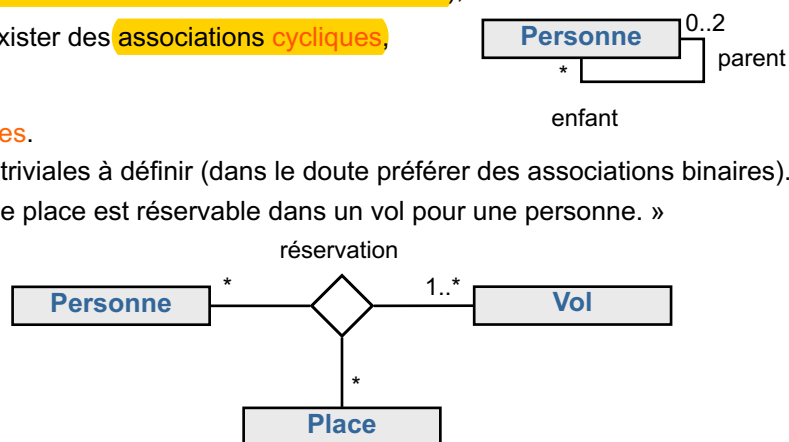 xister des associations cycliques,
Personne
0..2
*
parent
enfant
es.
triviales à définir (dans le doute préférer des associations binaires).
e place est réservable dans un vol pour une personne. »
réservation
Personne
*
1..*
Vol
*
Place